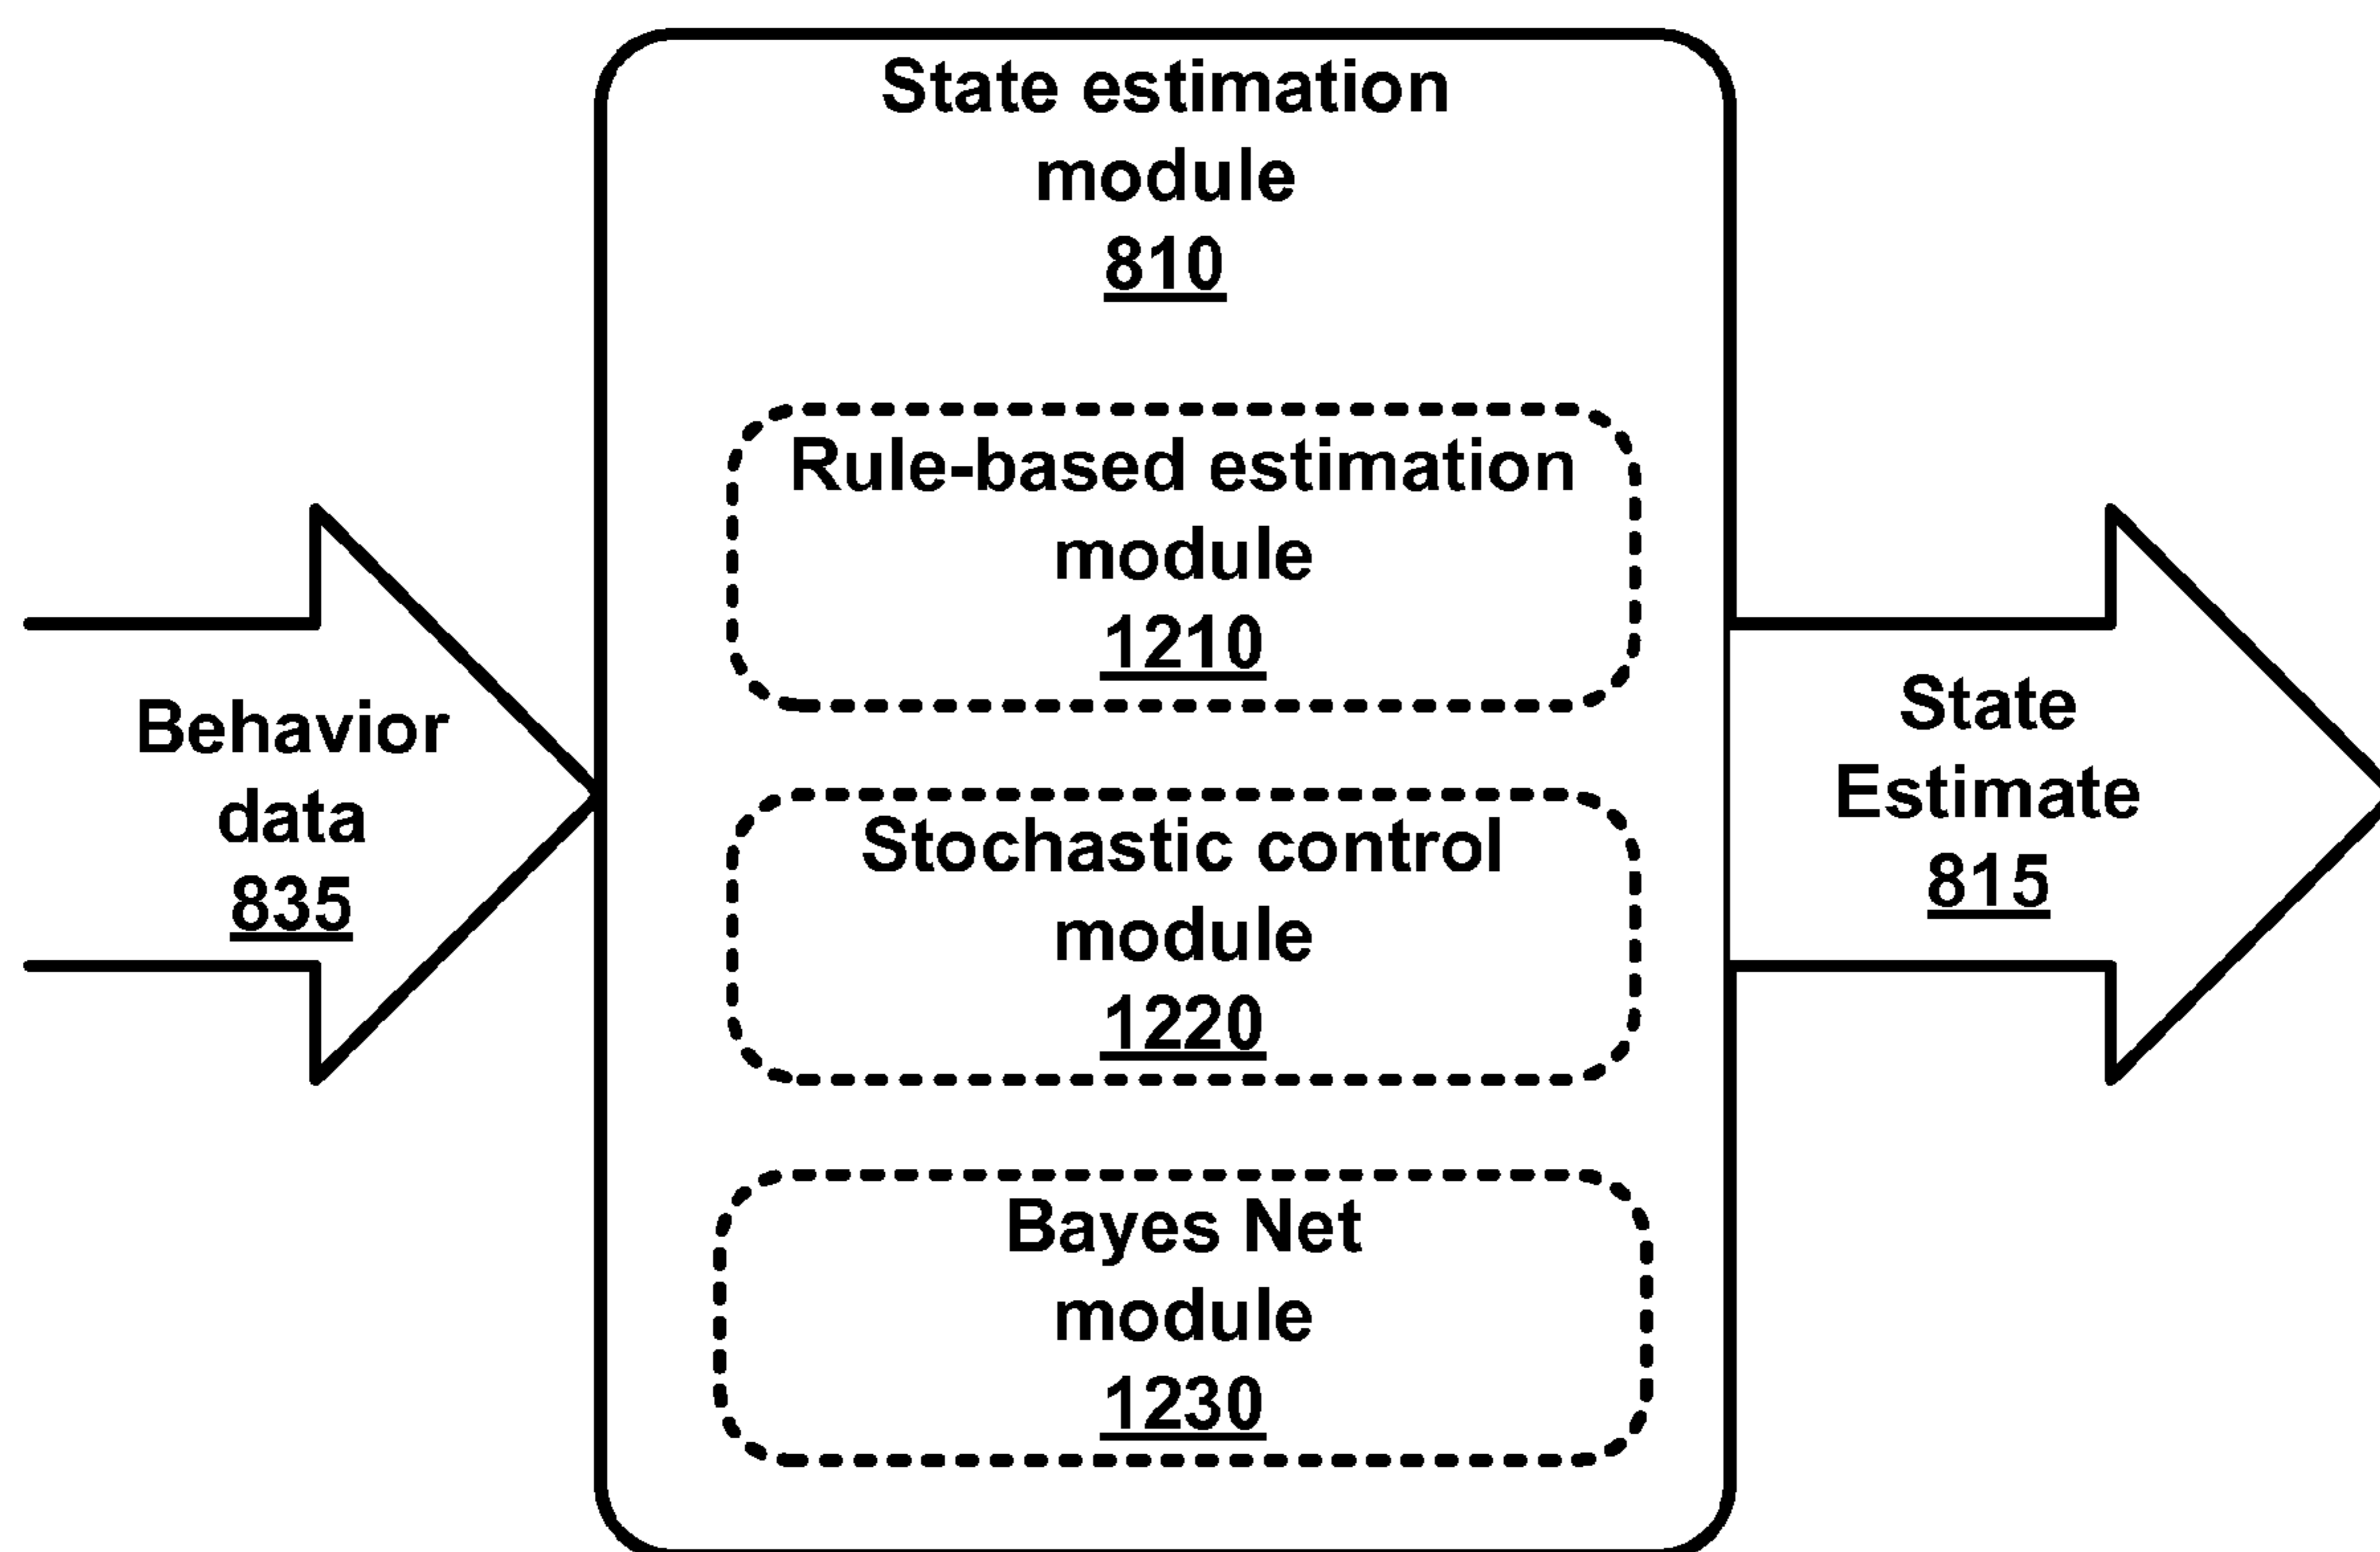 State estimation
module
810
Rule-based estimation
module
1210
Behavior
data
835
Stochastic control
module
1220
State
Estimate
815
Bayes Net
module
1230